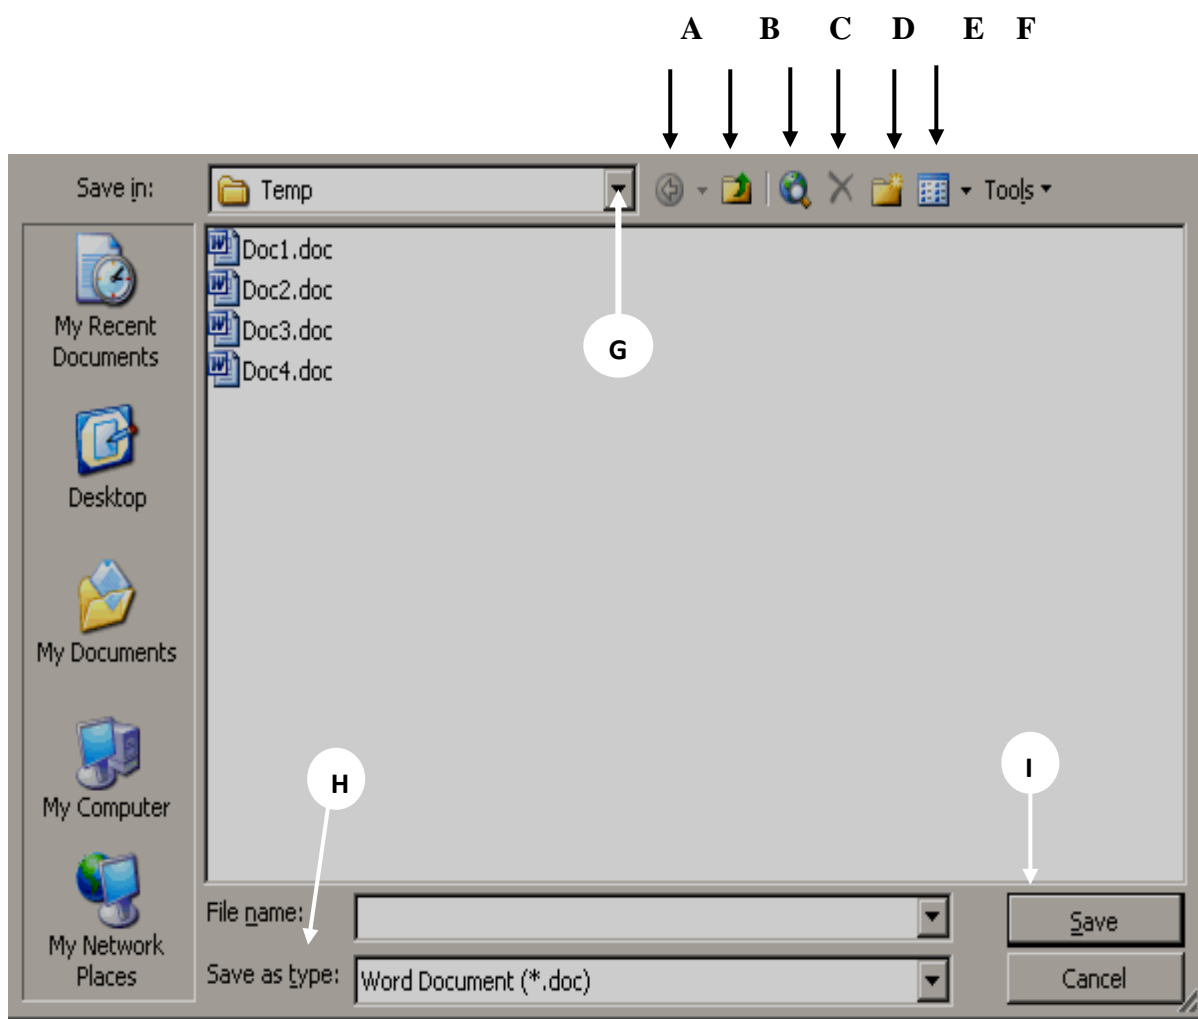 A B C D E F
Save in: Temp Tools
Doc1.doc
Doc2.doc
Doc3.doc
Doc4.doc
G
My Recent
Documents
Desktop
My Documents
My Computer
My Network
Places
H
I
File name:
Save
Save as type: Word Document (*.doc)
Cancel